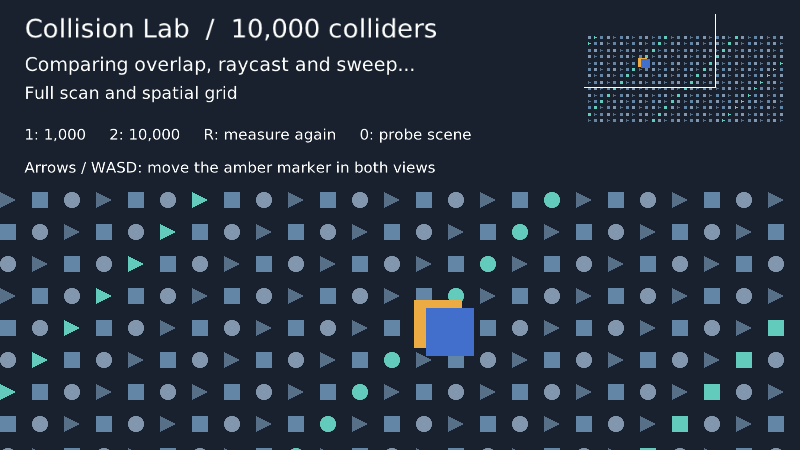 Collision Lab / 10,000 colliders
Comparing overlap, raycast and sweep...
Full scan and spatial grid
1: 1,000 2: 10,000 R: measure again 0: probe scene
Arrows / WASD: move the amber marker in both views